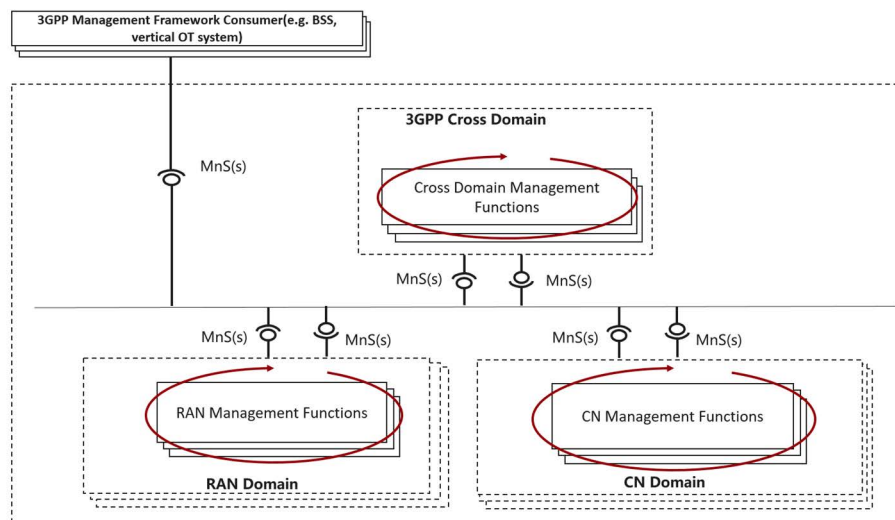 3GPP Management Framework Consumer(e.g. BSS,
vertical OT system)
MnS(s)
3GPP Cross Domain
Cross Domain Management
Functions
MnS(s)
MnS(s)
MnS(s)
MnS(s)
MnS(s)
MnS(s)
RAN Management Functions
CN Management Functions
RAN Domain
CN Domain